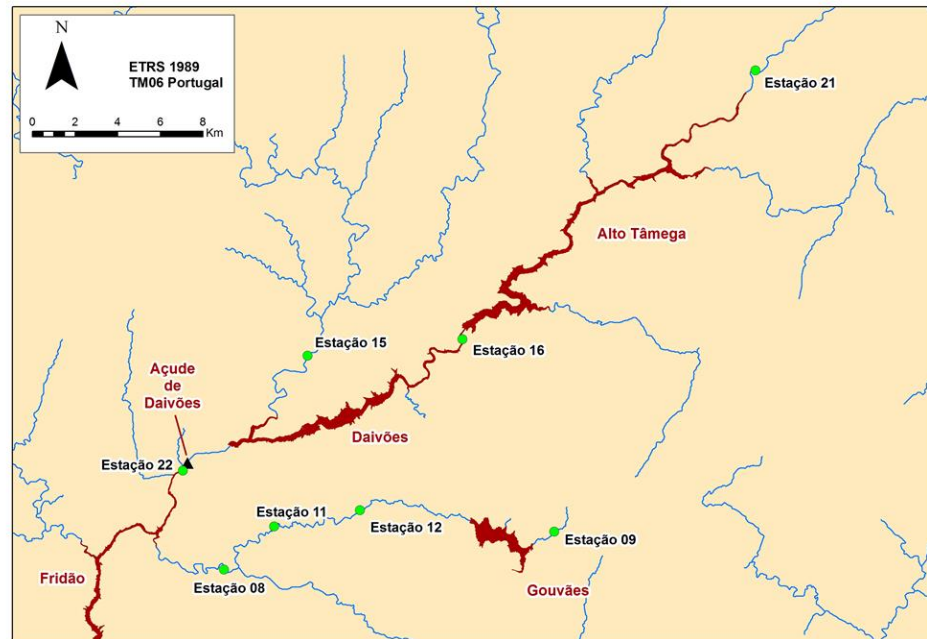 N
ETRS 1989
TM06 Portugal
0 2 4 6 8
Km
Estação 21
Alto Tâmega
Estação 15
Estação 16
Açude
de
Daivões
Daivões
Estação 22
Estação 11
Estação 12
Estação 09
Fridão
Estação 08
Gouvães